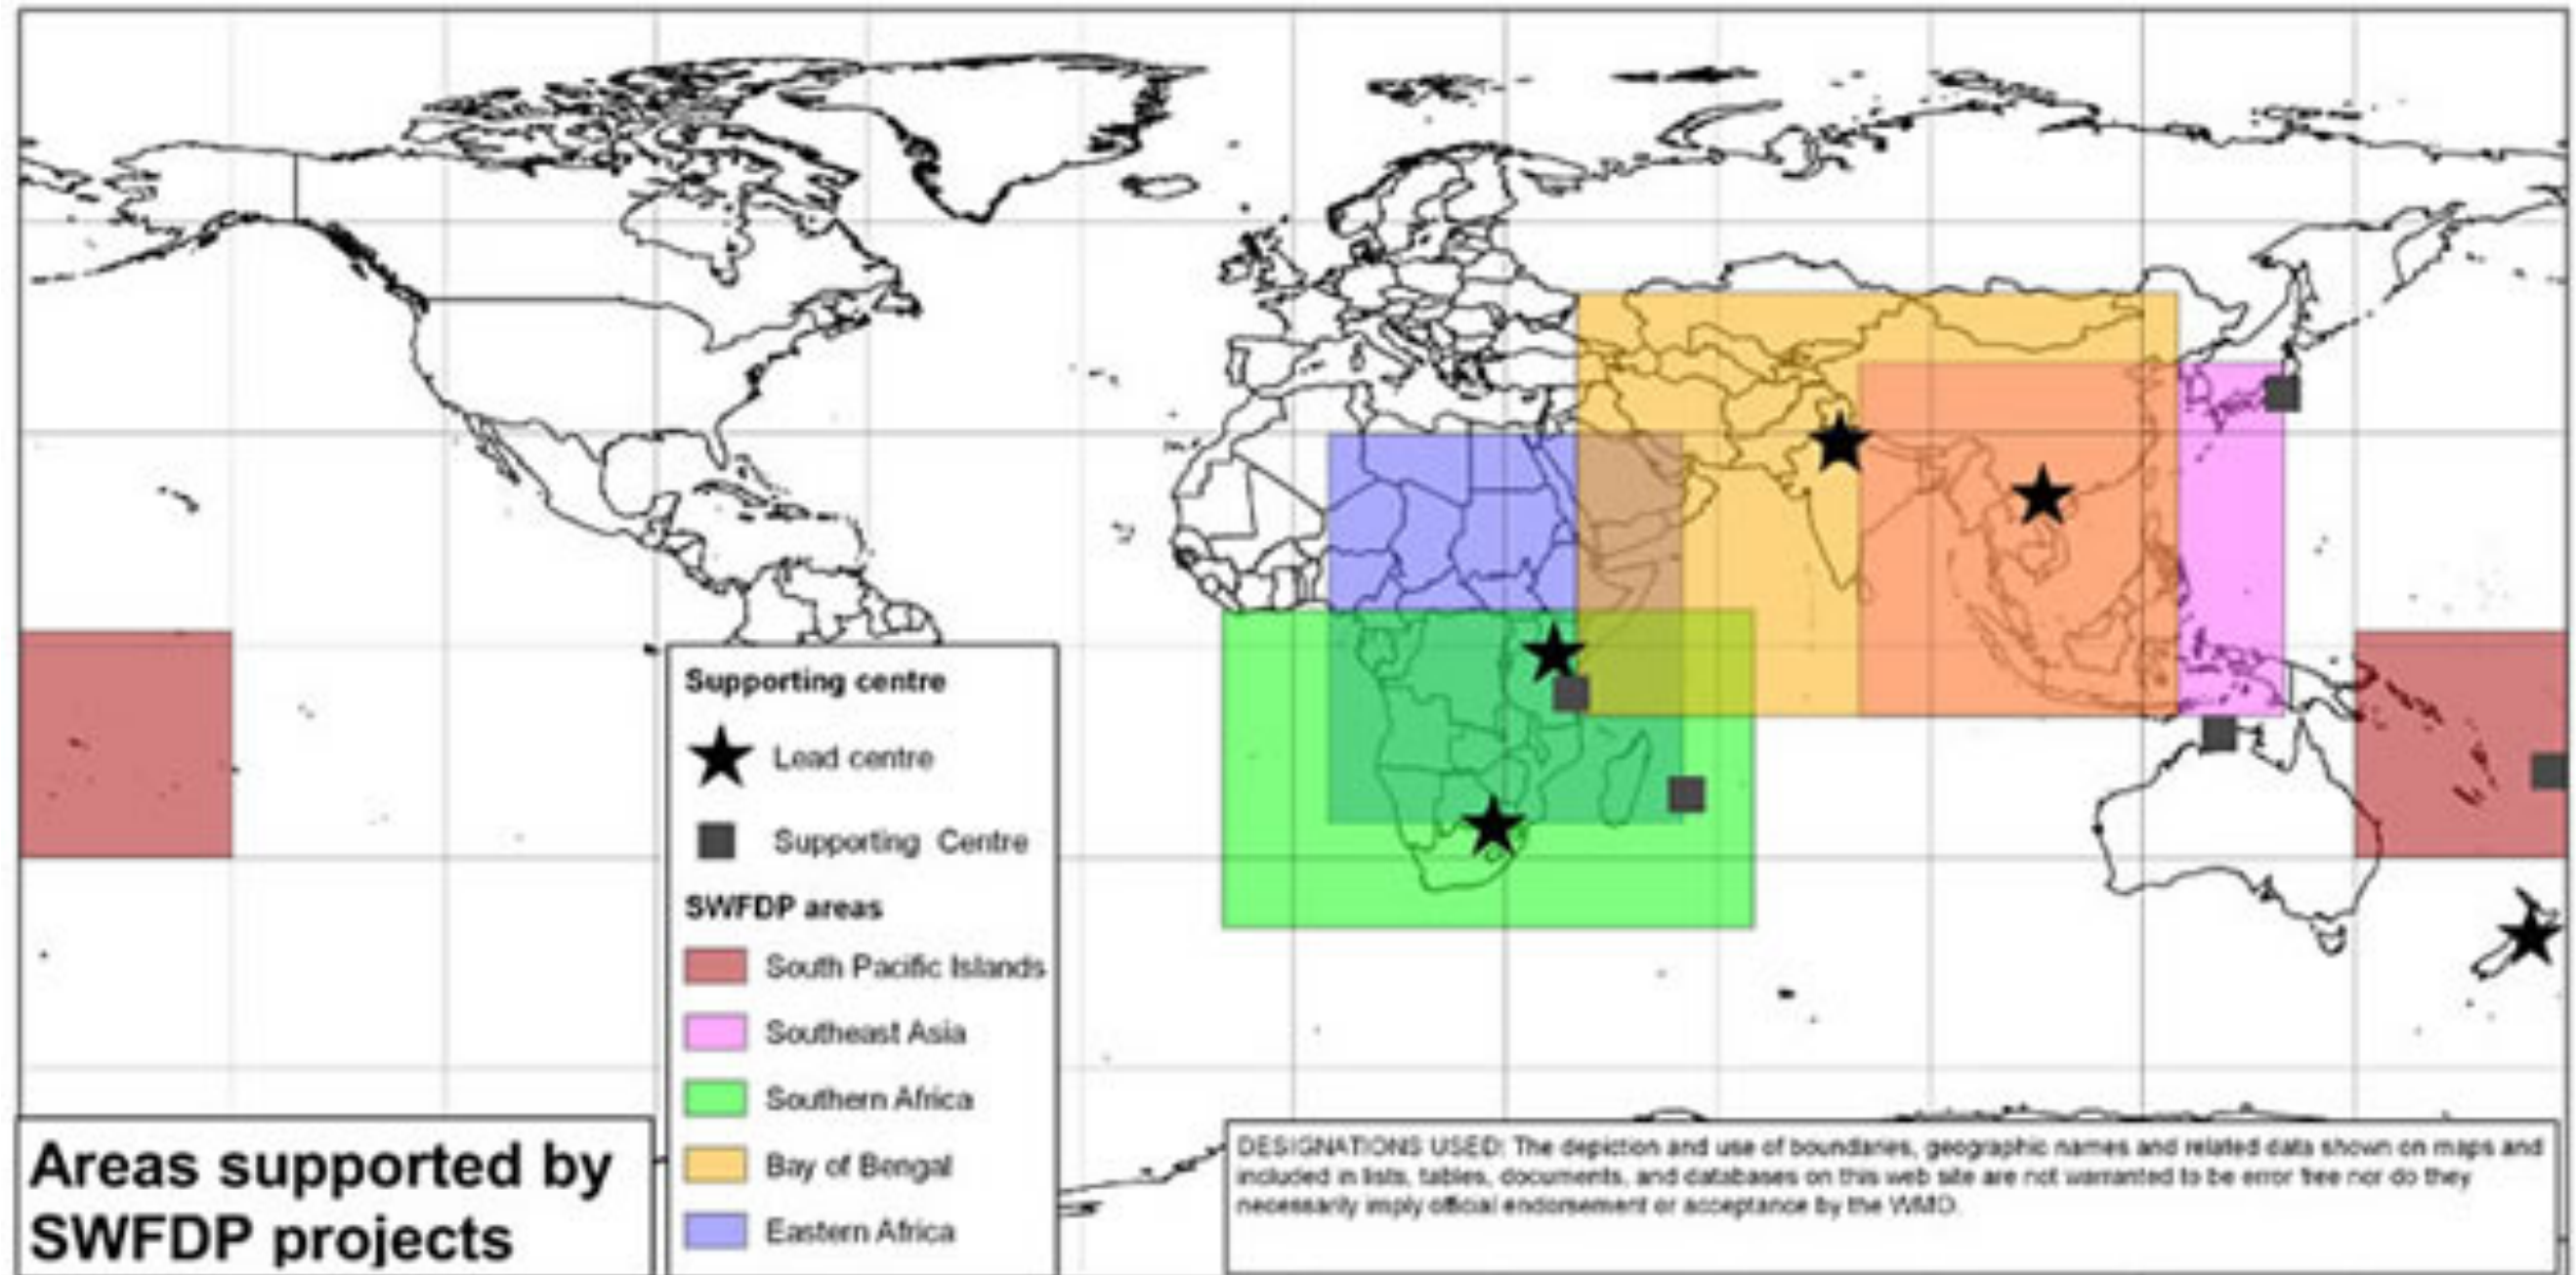 Supporting centre
Lead centre
Supporting Centre
SWFDP areas
South Pacific Islands
Southeast Asia
Southern Africa
Bay of Bengal
Eastern Africa
Areas supported by
SWFDP projects
DESIGNATIONS USED: The depiction and use of boundaries, geographic names and related data shown on maps and
included in lists, tables, documents, and databases on this web site are not warranted to be error free nor do they
necessarily imply official endorsement or acceptance by the WMO.